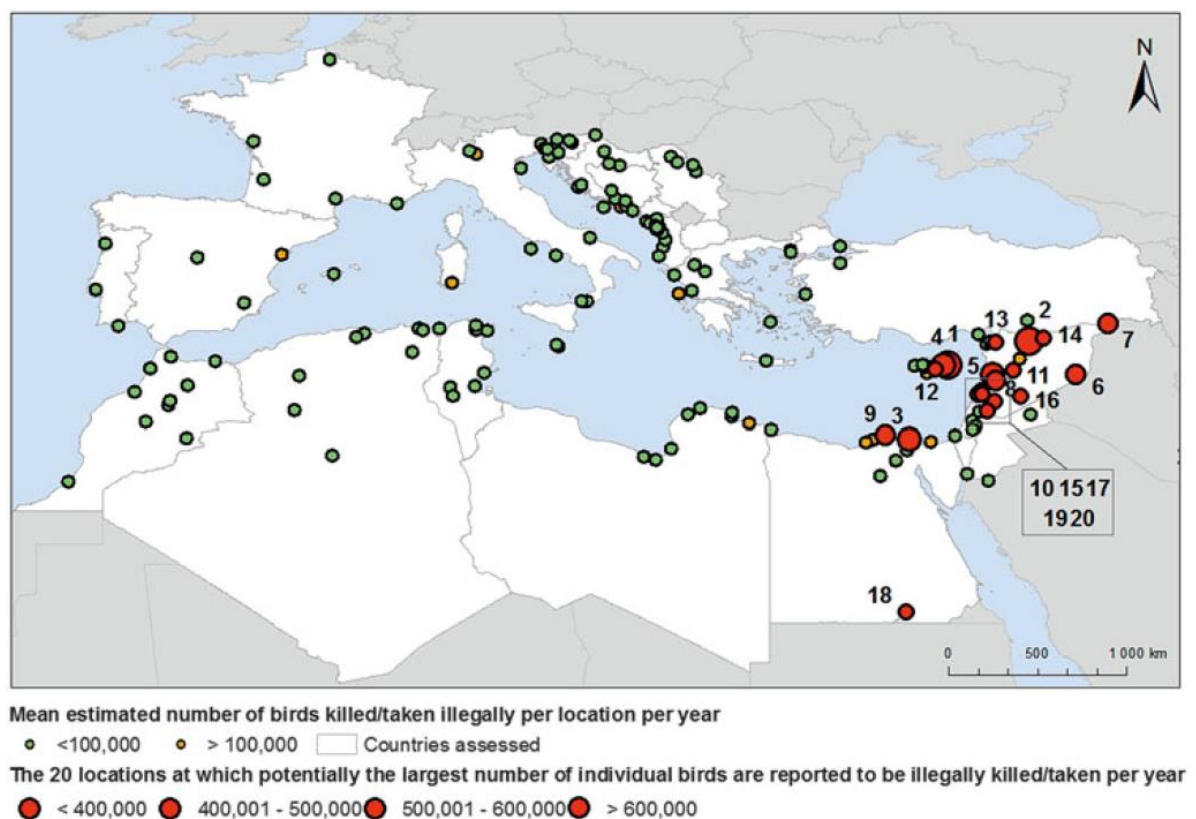 N
2
13
1
4
14
7
5
11
6
12
8
16
9
3
10 15 17
19 20
18
0 500 1 000 km
Mean estimated number of birds killed/taken illegally per location per year
<100,000 > 100,000 Countries assessed
The 20 locations at which potentially the largest number of individual birds are reported to be illegally killed/taken per year
< 400,000 400,001 - 500,000 500,001 - 600,000 > 600,000